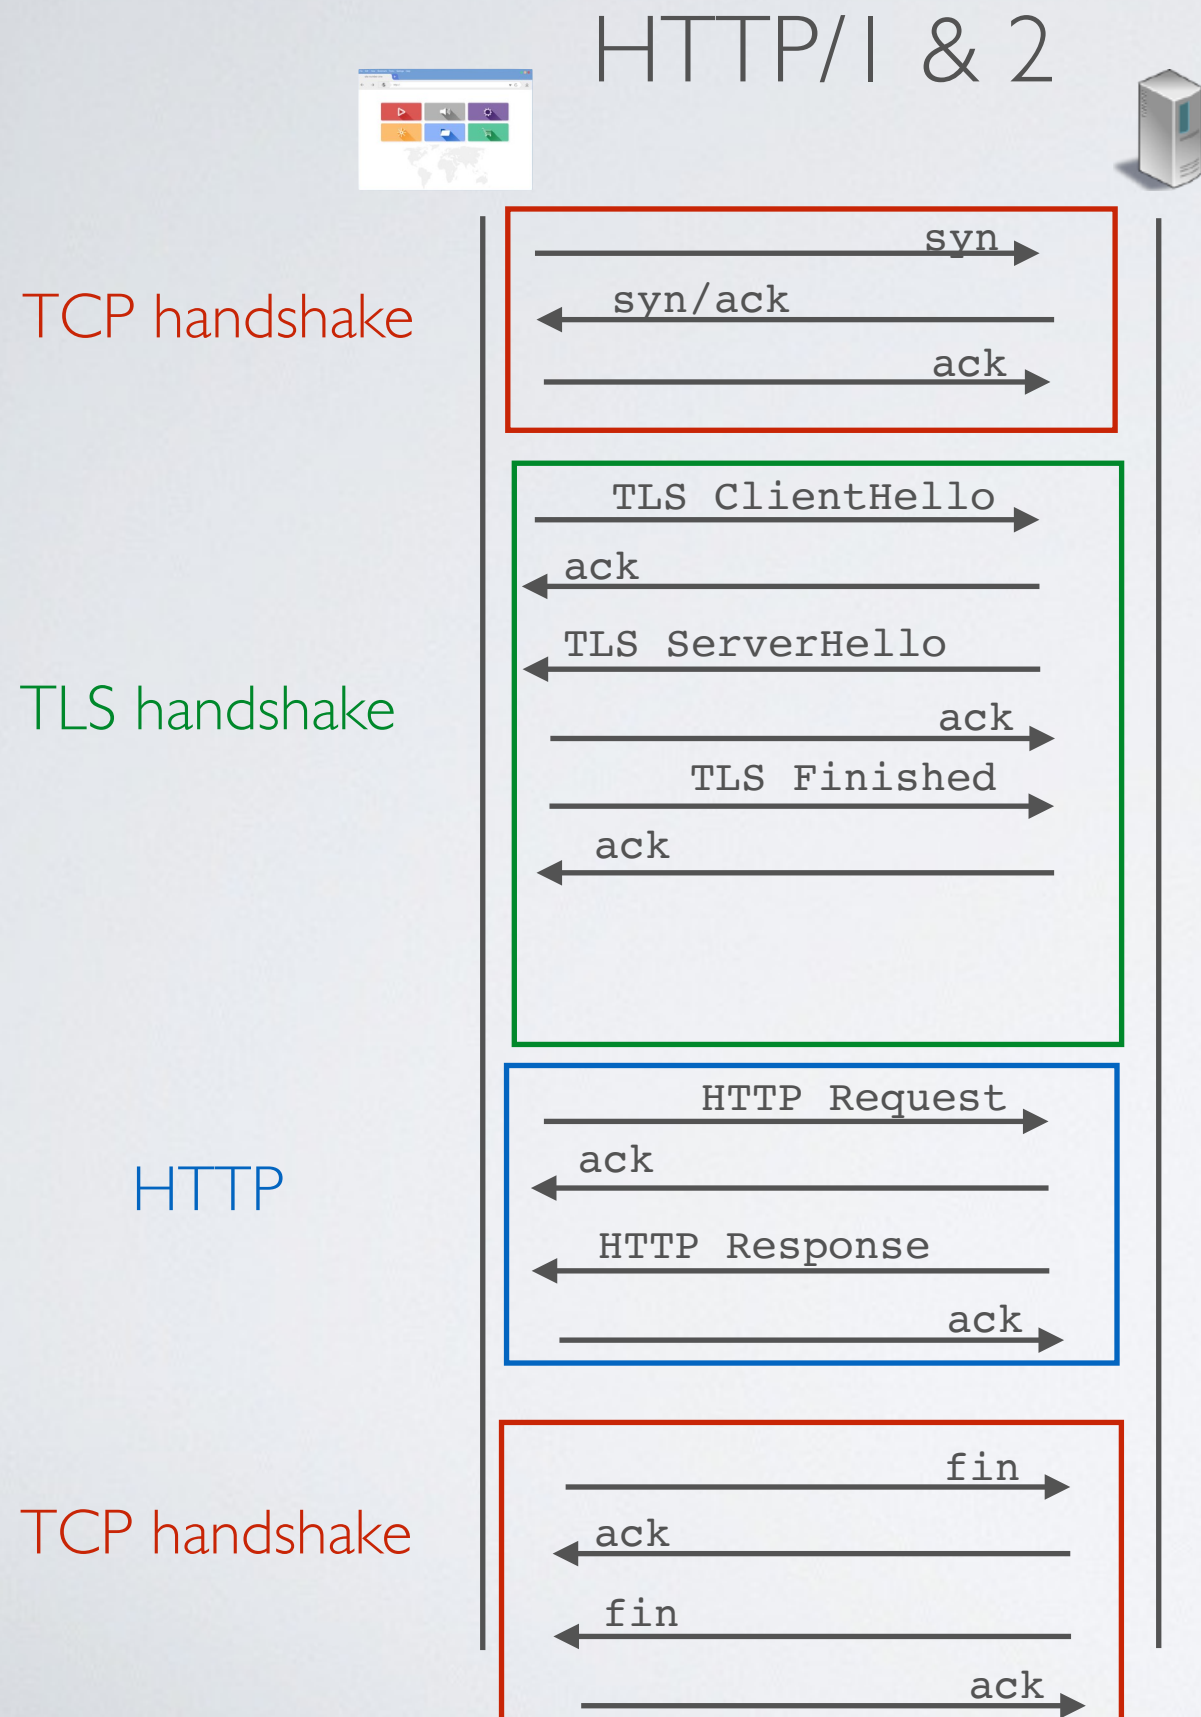 HTTP/1 & 2
syn
TCP handshake
syn/ack
ack
TLS ClientHello
ack
TLS ServerHello
TLS handshake
ack
TLS Finished
ack
HTTP Request
ack
HTTP
HTTP Response
ack
fin
TCP handshake
ack
fin
ack